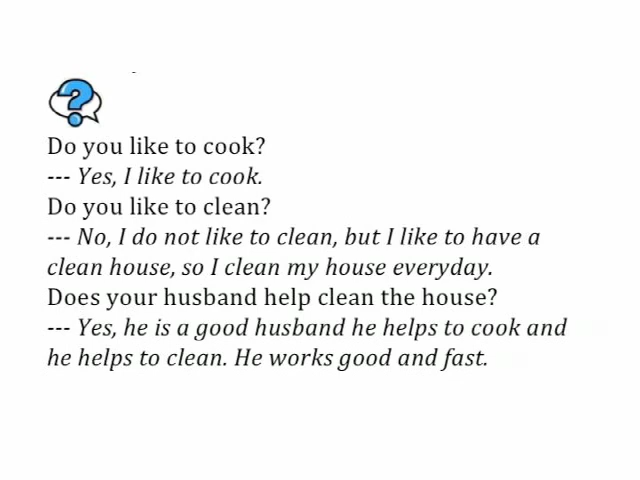 Do you like to cook?
--- Yes, I like to cook.
Do you like to clean?
--- No, I do not like to clean, but I like to have a
clean house, so I clean my house everyday.
Does your husband help clean the house?
--- Yes, he is a good husband he helps to cook and
he helps to clean. He works good and fast.